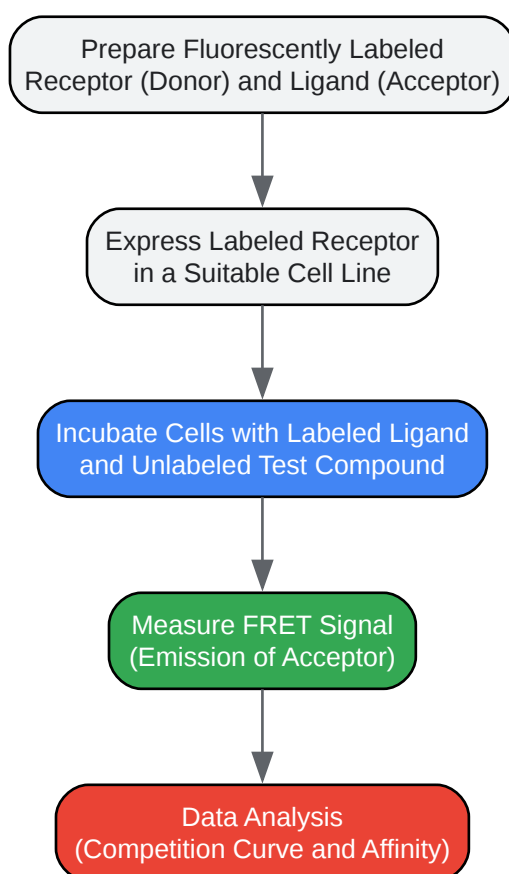 Prepare Fluorescently Labeled
Receptor (Donor) and Ligand (Acceptor)
Express Labeled Receptor
in a Suitable Cell Line
Incubate Cells with Labeled Ligand
and Unlabeled Test Compound
Measure FRET Signal
(Emission of Acceptor)
Data Analysis
(Competition Curve and Affinity)